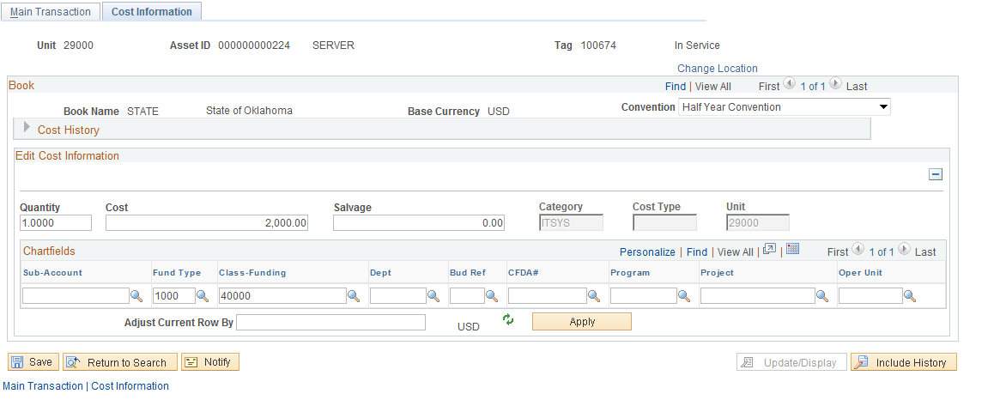 Main Transaction Cost Information
Unit 29000 Asset ID 000000000224 SERVER Tag 100674 In Service
Change Location
Book Find | View All First 1 of 1 Last
Book Name STATE State of Oklahoma Base Currency USD Convention Half Year Convention
Cost History
Edit Cost Information
Quantity Cost Salvage Category Cost Type Unit
1.0000 2,000.00 0.00 ITSYS 29000
Chartfields Personalize | Find | View All | | First 1 of 1 Last
Sub-Account Fund Type Class-Funding Dept Bud Ref CFDA# Program Project Oper Unit
1000 40000
Adjust Current Row By USD Apply
Save Return to Search Notify Update/Display Include History
Main Transaction | Cost Information